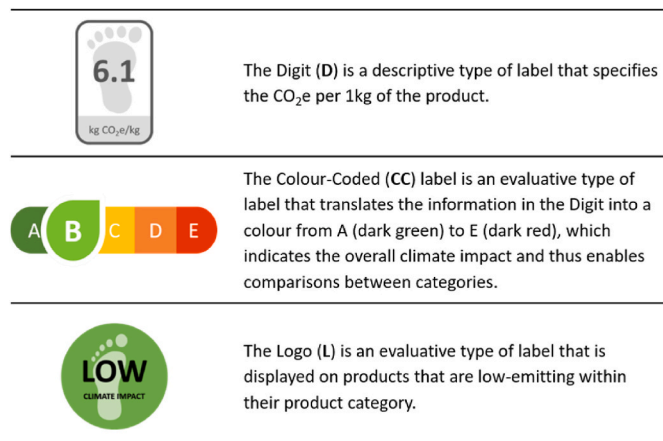 6.1
kg CO₂e/kg
The Digit (D) is a descriptive type of label that specifies
the CO₂e per 1kg of the product.
A B C D E
The Colour-Coded (CC) label is an evaluative type of
label that translates the information in the Digit into a
colour from A (dark green) to E (dark red), which
indicates the overall climate impact and thus enables
comparisons between categories.
LOW
CLIMATE IMPACT
The Logo (L) is an evaluative type of label that is
displayed on products that are low-emitting within
their product category.